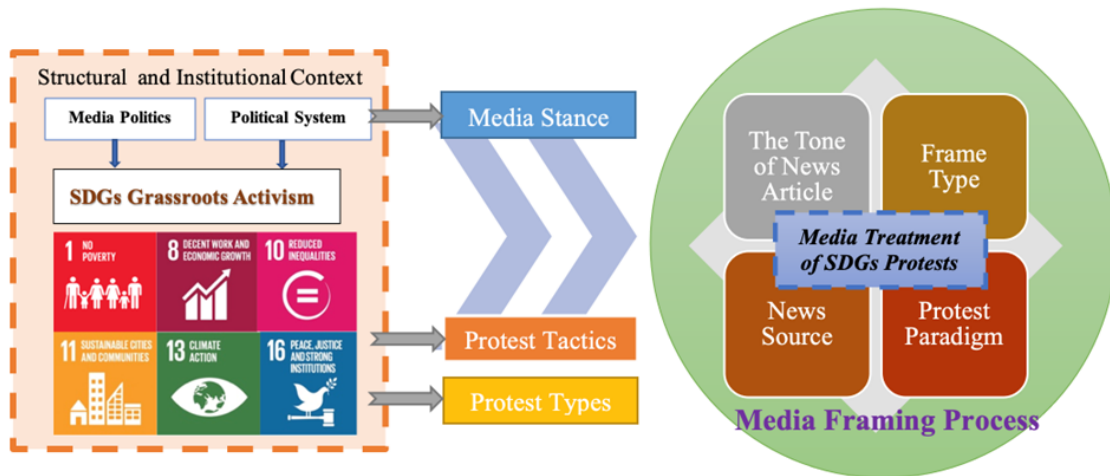 Structural and Institutional Context
Media Politics
Political System
SDGs Grassroots Activism
1 NO
POVERTY
8 DECENT WORK AND
ECONOMIC GROWTH
10 REDUCED
INEQUALITIES
11 SUSTAINABLE CITIES
AND COMMUNITIES
13 CLIMATE
ACTION
16 PEACE, JUSTICE
AND STRONG
INSTITUTIONS
Media Stance
Protest Tactics
Protest Types
The Tone
of News
Article
Frame
Type
Media Treatment
of SDGs Protests
News
Source
Protest
Paradigm
Media Framing Process